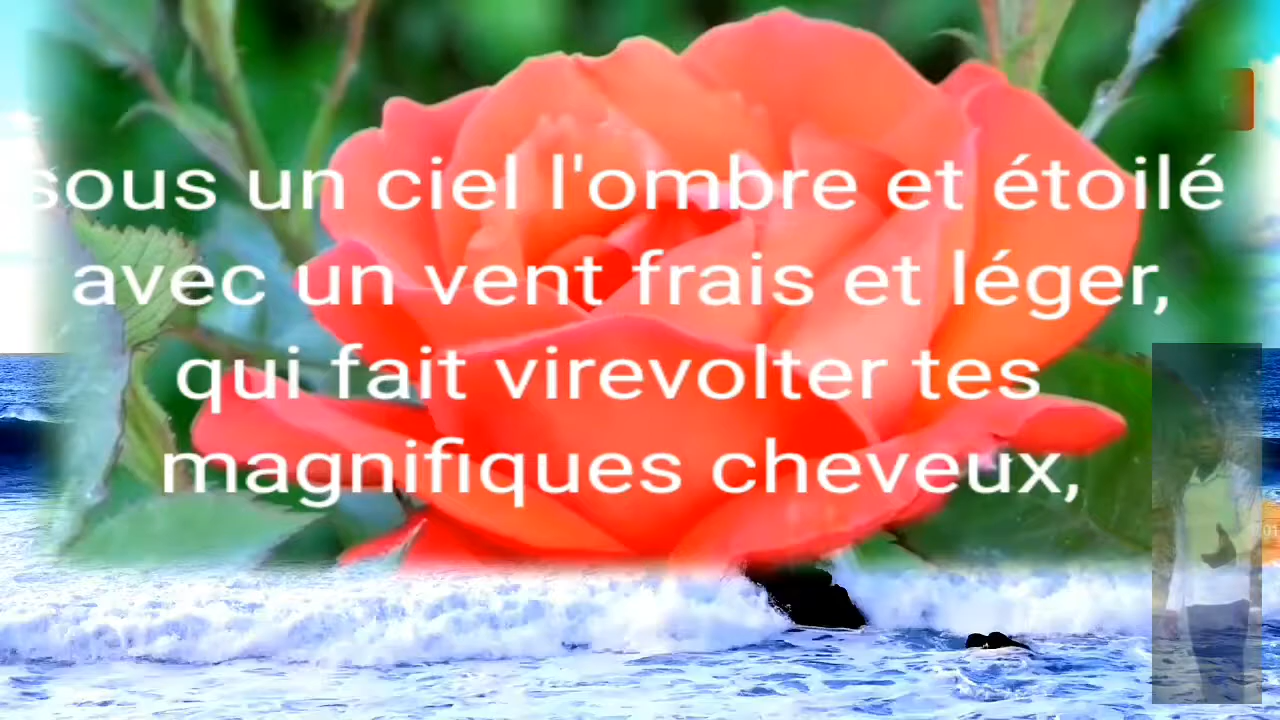 sous un ciel l'ombre et étoilé
avec un vent frais et léger,
qui fait virevolter tes
magnifiques cheveux,